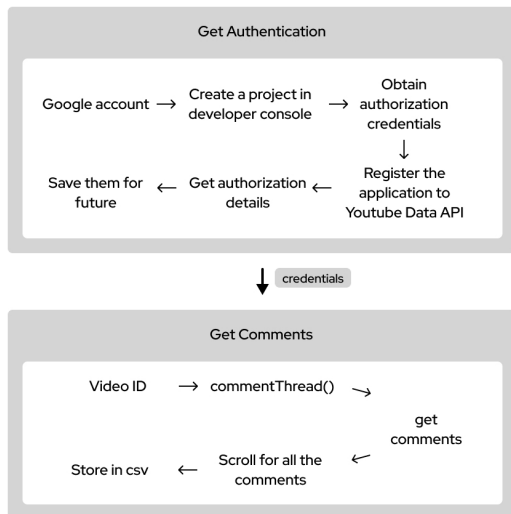 Get Authentication
Google account
Create a project in
developer console
Obtain
authorization
credentials
Register the
application to
Youtube Data API
Get authorization
details
Save them for
future
credentials
Get Comments
Video ID
commentThread()
get
comments
Scroll for all the
comments
Store in csv